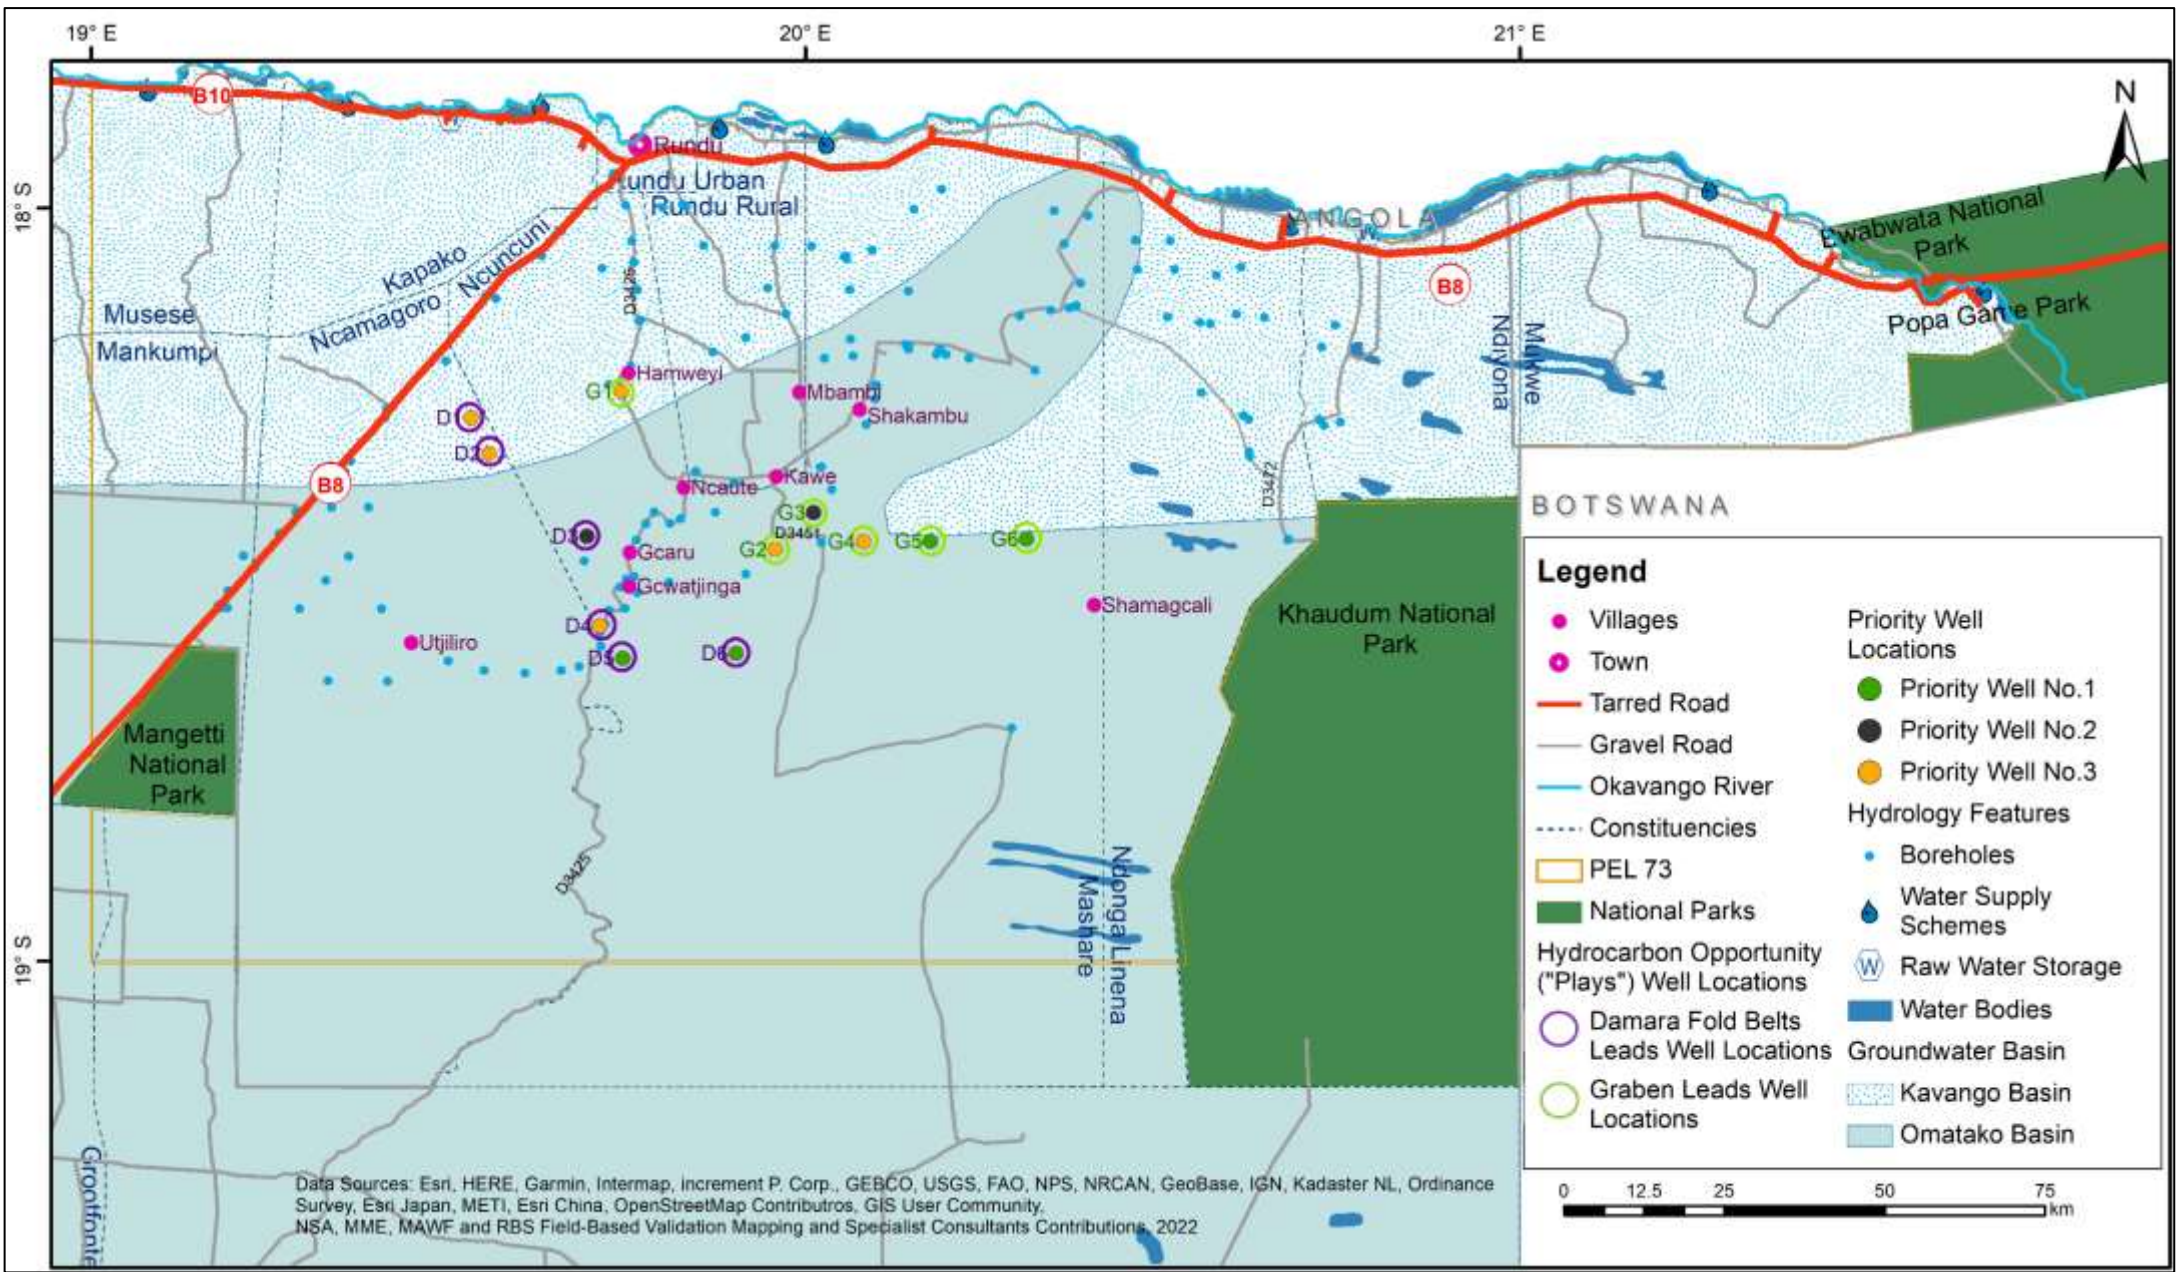 19° E
20° E
21° E
N
18° S
19° S
B10
Rundu
undu Urban
Rundu Rural
ANGOLA
Bwabwata National
Park
Kapako
Ncuncuni
Musese
Ncamagoro
Mankumpi
D3426
B8
Popa Game Park
Ndiyona
Mukwe
Hamweyi
G1
Mbambi
Shakambu
D1
D2
B8
Kawe
Ncaute
D3472
BOTSWANA
G3
D3451
D3
G2
G4
G5
G6
Gcaru
Gcwatjinga
Shamagcali
Khaudum National
Park
D4
Utjiliro
D5
D6
Mangetti
National
Park
D3425
Ndonga Linena
Mashare
Grootfonte
Legend
Villages
Town
Tarred Road
Gravel Road
Okavango River
Constituencies
PEL 73
National Parks
Hydrocarbon Opportunity
("Plays") Well Locations
Damara Fold Belts
Leads Well Locations
Graben Leads Well
Locations
Priority Well
Locations
Priority Well No.1
Priority Well No.2
Priority Well No.3
Hydrology Features
Boreholes
Water Supply
Schemes
W
Raw Water Storage
Water Bodies
Groundwater Basin
Kavango Basin
Omatako Basin
0 12.5 25 50 75
km
Data Sources: Esri, HERE, Garmin, Intermap, increment P. Corp., GEBCO, USGS, FAO, NPS, NRCAN, GeoBase, IGN, Kadaster NL, Ordinance
Survey, Esri Japan, METI, Esri China, OpenStreetMap Contributros, GIS User Community,
NSA, MME, MAWF and RBS Field-Based Validation Mapping and Specialist Consultants Contributions, 2022